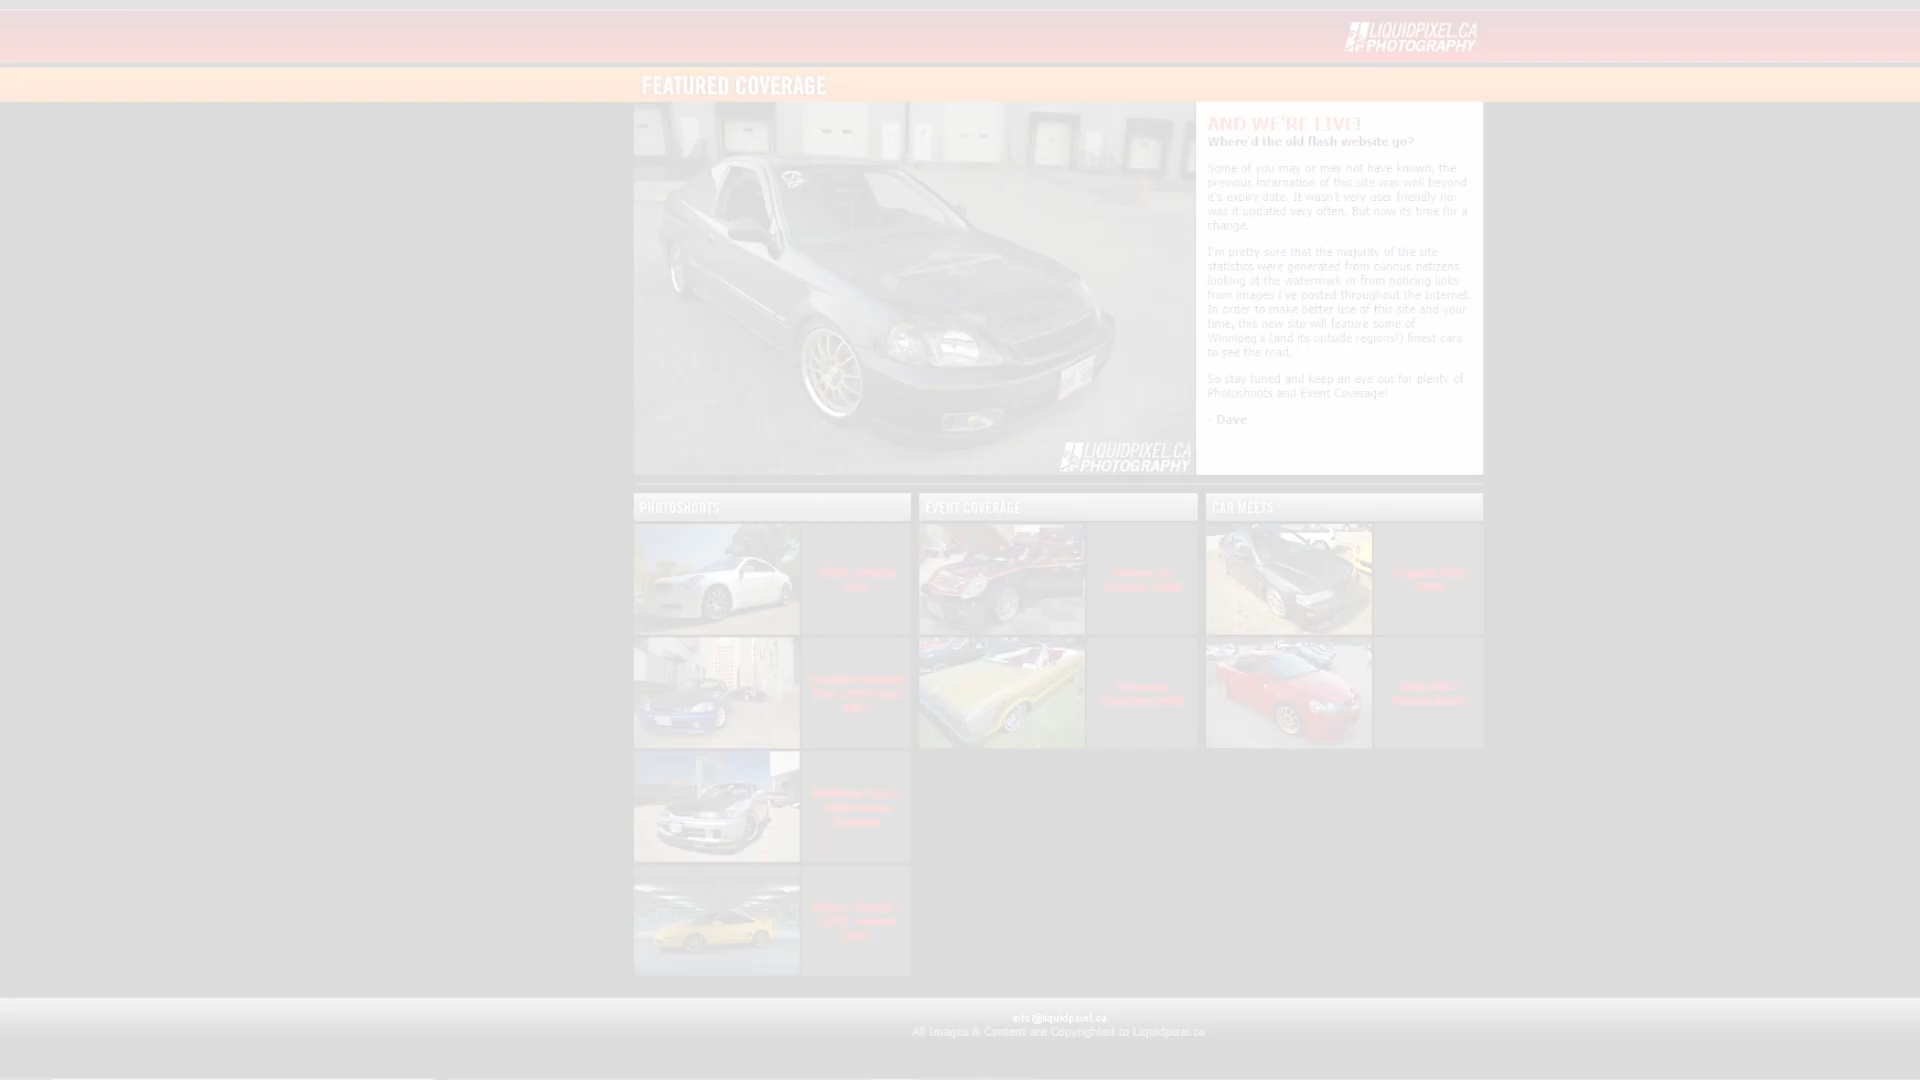 LIQUIDPIXEL.CA
PHOTOGRAPHY
FEATURED COVERAGE
AND WE'RE LIVE!
Where'd the old flash website go?
Some of you may or may not have known, the
previous incarnation of this site was well beyond
it's expiry date. It wasn't very user friendly nor
was it updated very often. But now its time for a
change.
I'm pretty sure that the majority of the site
statistics were generated from curious netizens
looking at the watermark or from noticing links
from images I've posted throughout the Internet.
In order to make better use of this site and your
time, this new site will feature some of
Winnipeg's (and its outside regions!) finest cars
to see the road.
So stay tuned and keep an eye out for plenty of
Photoshoots and Event Coverage!
- Dave
LIQUIDPIXEL.CA
PHOTOGRAPHY
PHOTOSHOOTS
EVENT COVERAGE
CAR MEETS
info@liquidpixel.ca
All Images & Content are Copyrighted to Liquidpixel.ca